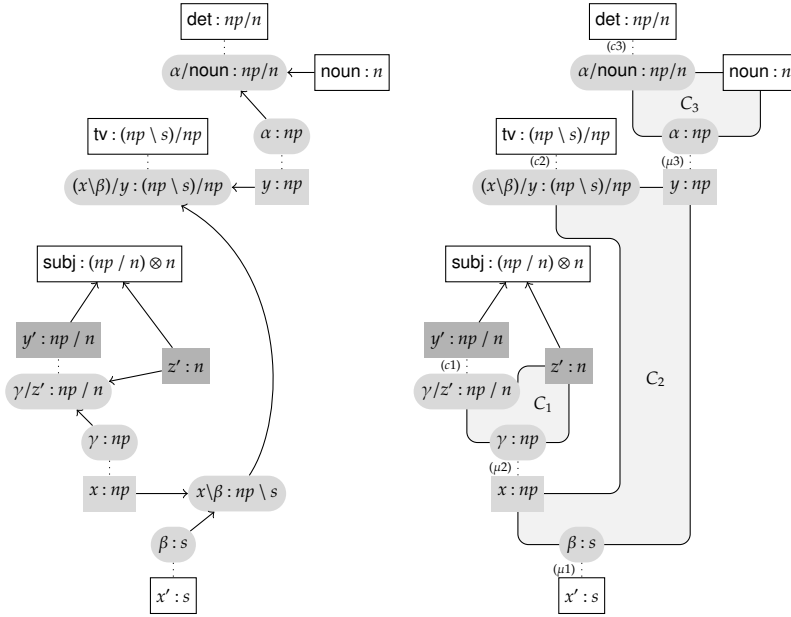 det : np/n
α/noun : np/n
noun : n
α : np
tv : (np \ s)/np
(x\β)/y : (np \ s)/np
y : np
subj : (np / n) ⊗ n
y′ : np / n
z′ : n
γ/z′ : np / n
γ : np
x : np
x\β : np \ s
β : s
x′ : s
det : np/n
(c3)
α/noun : np/n
noun : n
C3
α : np
tv : (np \ s)/np
(c2)
(μ3)
(x\β)/y : (np \ s)/np
y : np
subj : (np / n) ⊗ n
y′ : np / n
(c1)
z′ : n
C2
γ/z′ : np / n
C1
γ : np
(μ2)
x : np
β : s
(μ1)
x′ : s